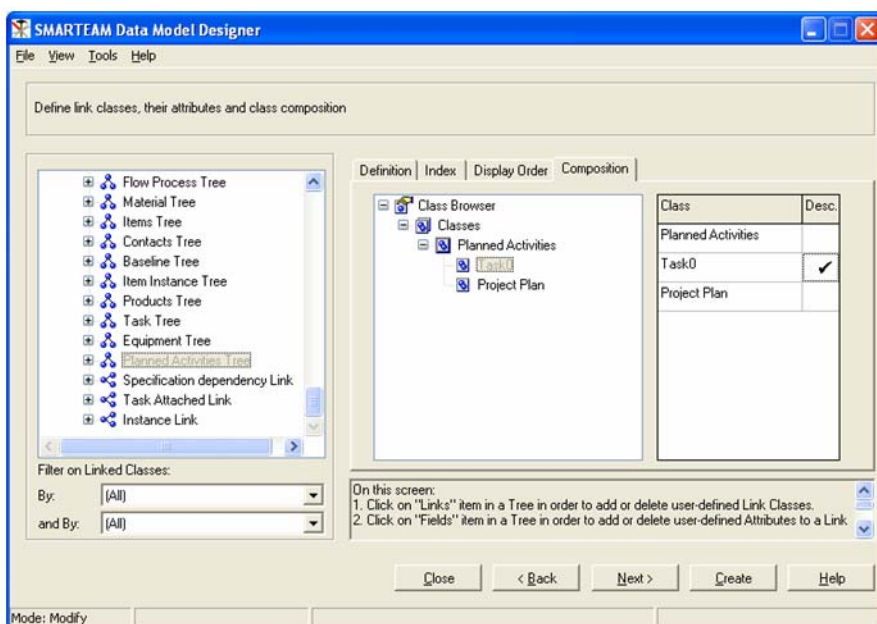 SMARTEAM Data Model Designer
File View Tools Help
Define link classes, their attributes and class composition
Flow Process Tree
Material Tree
Items Tree
Contacts Tree
Baseline Tree
Item Instance Tree
Products Tree
Task Tree
Equipment Tree
Planned Activities Tree
Specification dependency Link
Task Attached Link
Instance Link
Filter on Linked Classes:
By: (All)
and By: (All)
Definition Index Display Order Composition
Class Browser
Classes
Planned Activities
Task0
Project Plan
Class Desc.
Planned Activities
Task0 ✓
Project Plan
On this screen:
1. Click on "Links" item in a Tree in order to add or delete user-defined Link Classes.
2. Click on "Fields" item in a Tree in order to add or delete user-defined Attributes to a Link
Close < Back Next > Create Help
Mode: Modify